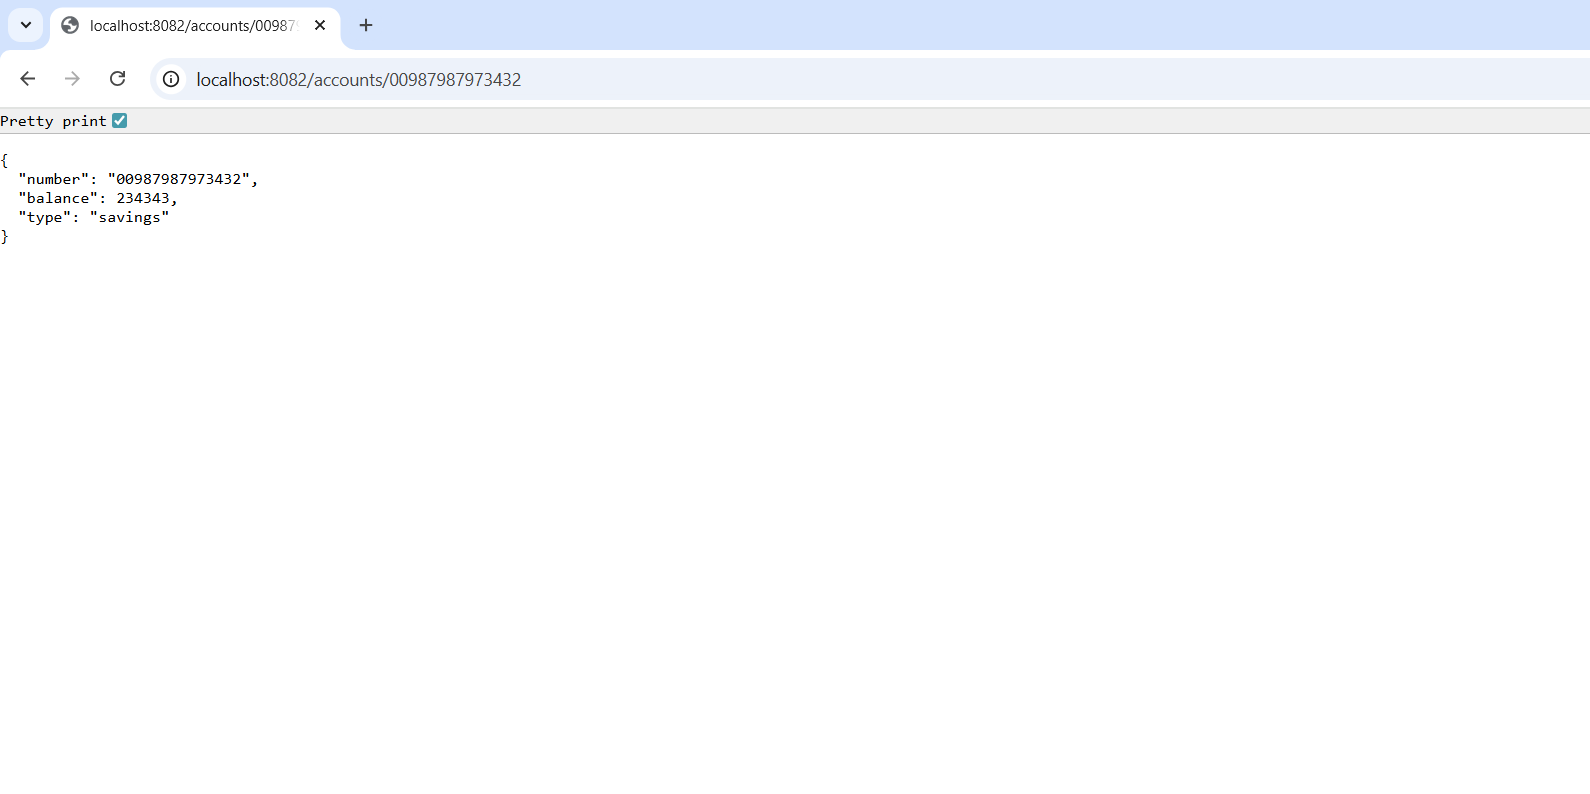 localhost:8082/accounts/00987
localhost:8082/accounts/00987987973432
Pretty print
{
"number": "00987987973432",
"balance": 234343,
"type": "savings"
}